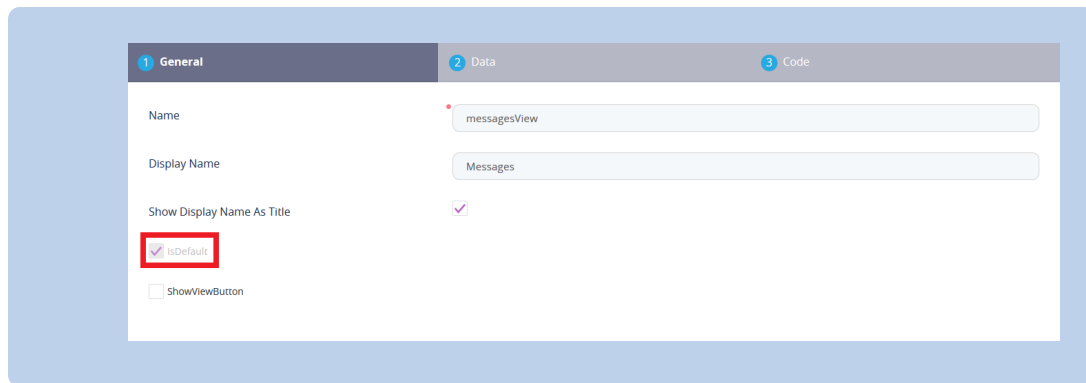 1 General 2 Data 3 Code
Name messagesView
Display Name Messages
Show Display Name As Title
IsDefault
ShowViewButton